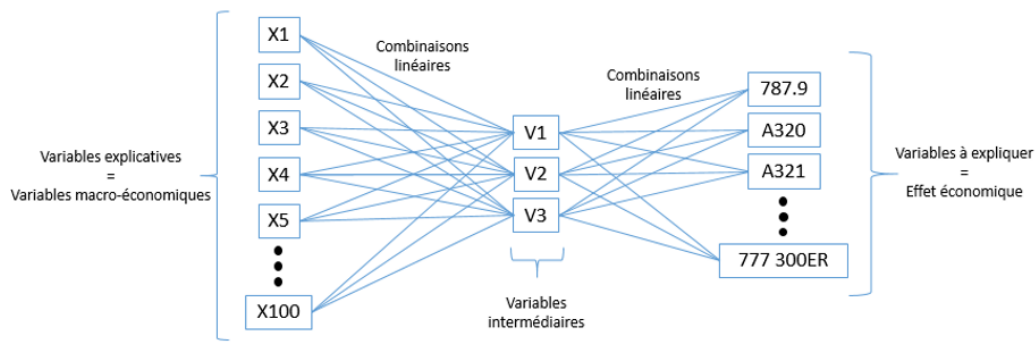 Variables explicatives
=
Variables macro-économiques
X1
X2
X3
X4
X5
X100
Combinaisons
linéaires
V1
V2
V3
Variables
intermédiaires
Combinaisons
linéaires
787.9
A320
A321
777 300ER
Variables à expliquer
=
Effet économique